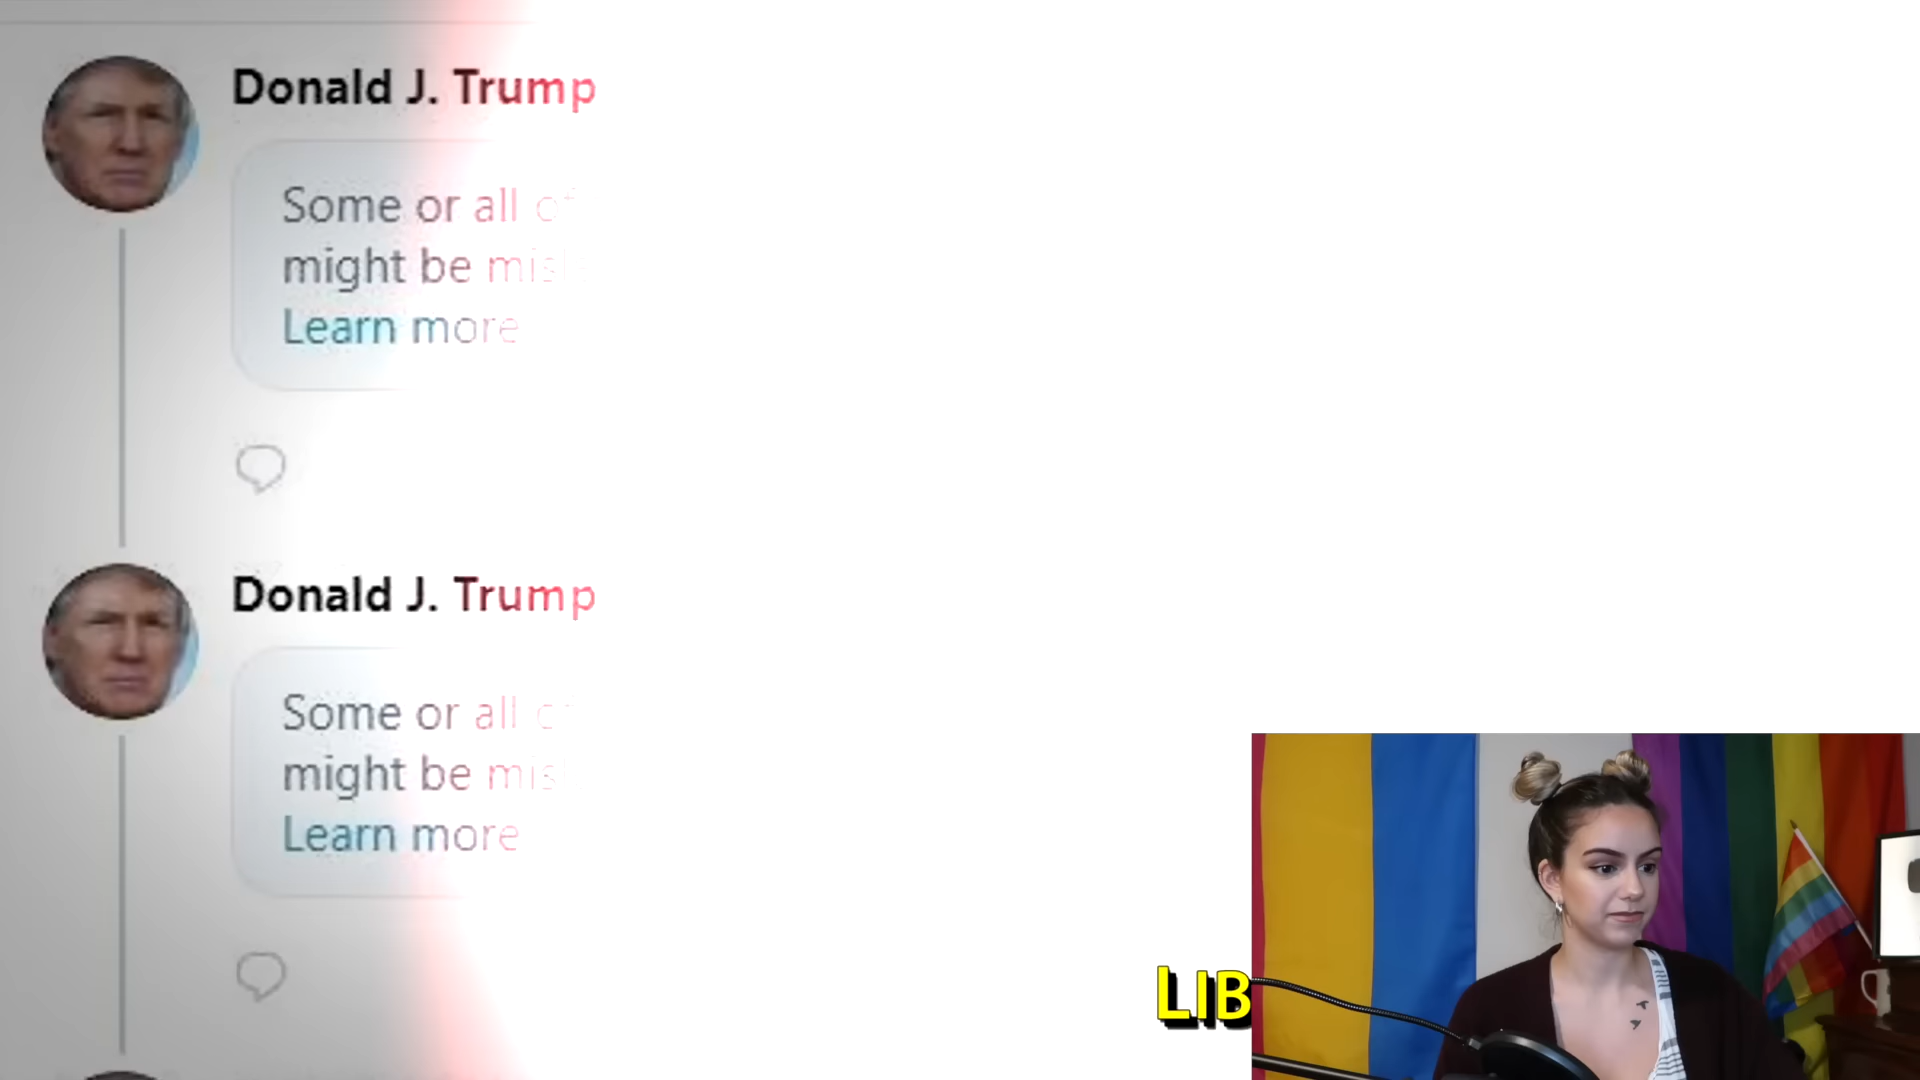 Donald J. Trump
Some or all of
might be
Learn more
Donald J. Trump
Some or all
might be
Learn more
LIB